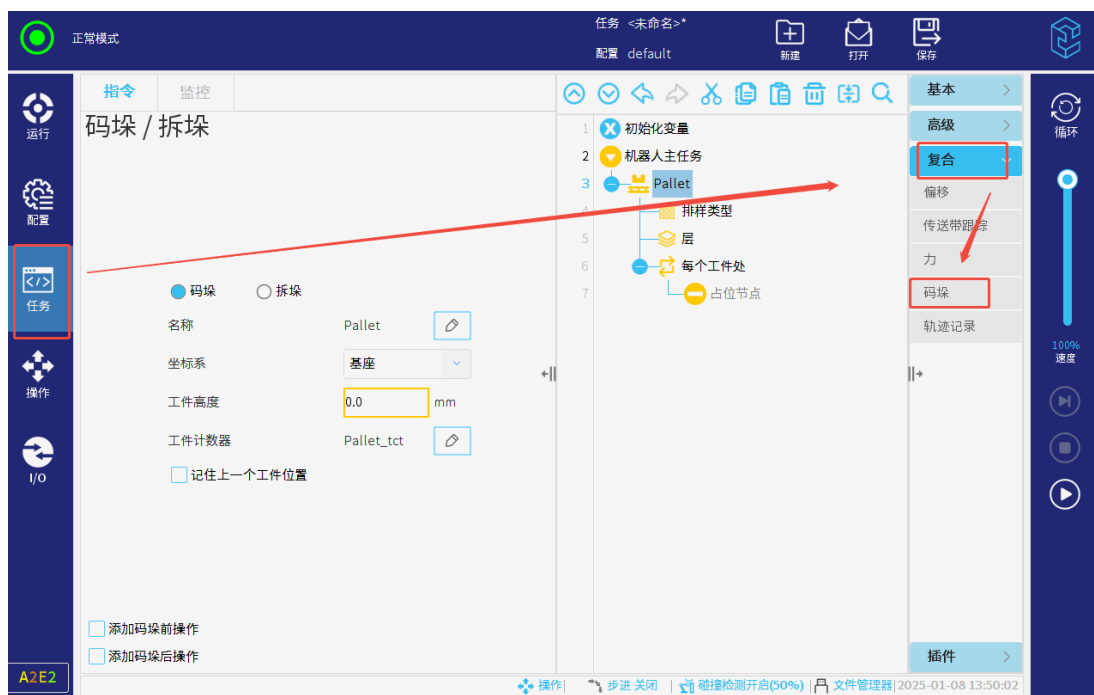 正常模式
任务 <未命名>*
配置 default
新建
打开
保存
运行
配置
任务
操作
I/O
A2E2
指令
监控
码垛 / 拆垛
码垛
拆垛
名称
Pallet
坐标系
基座
工件高度
0.0
mm
工件计数器
Pallet_tct
记住上一个工件位置
添加码垛前操作
添加码垛后操作
1 初始化变量
2 机器人主任务
3 Pallet
4 排样类型
5 层
6 每个工件处
7 占位节点
基本
高级
复合
偏移
传送带跟踪
力
码垛
轨迹记录
插件
循环
100%
速度
操作
步进 关闭
碰撞检测开启(50%)
文件管理器
2025-01-08 13:50:02